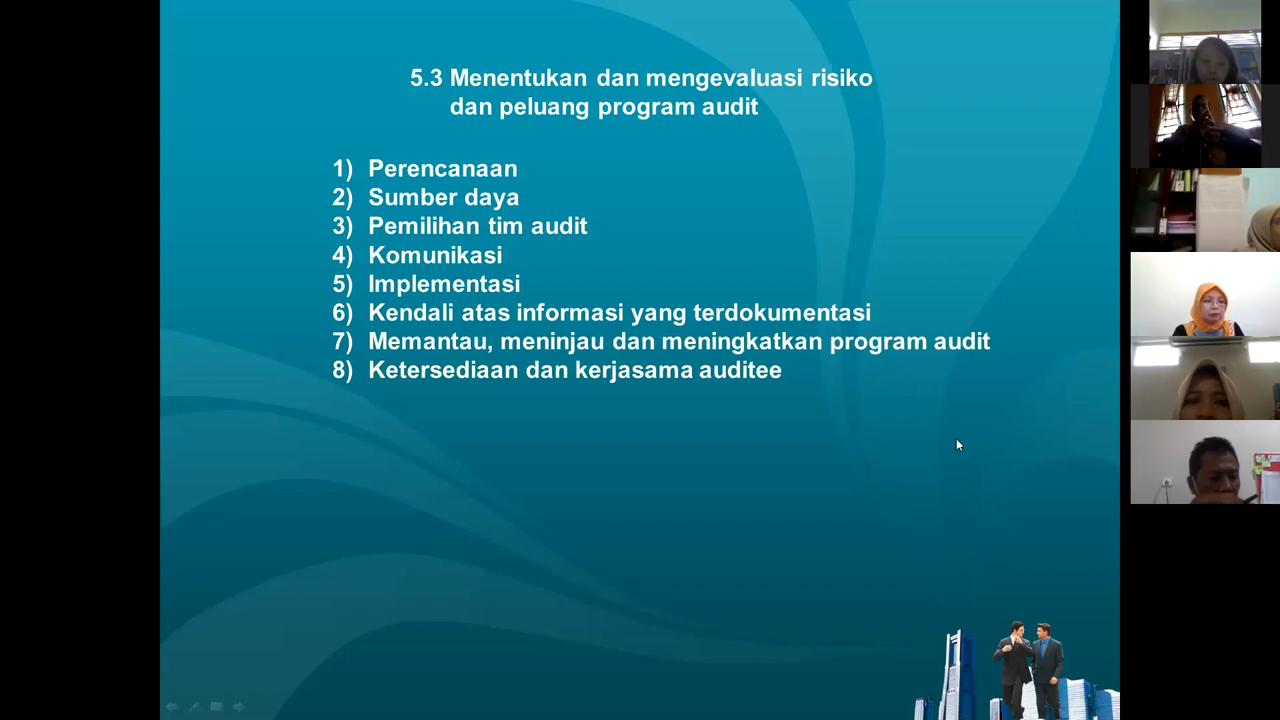 5.3 Menentukan dan mengevaluasi risiko
dan peluang program audit
1) Perencanaan
2) Sumber daya
3) Pemilihan tim audit
4) Komunikasi
5) Implementasi
6) Kendali atas informasi yang terdokumentasi
7) Memantau, meninjau dan meningkatkan program audit
8) Ketersediaan dan kerjasama auditee